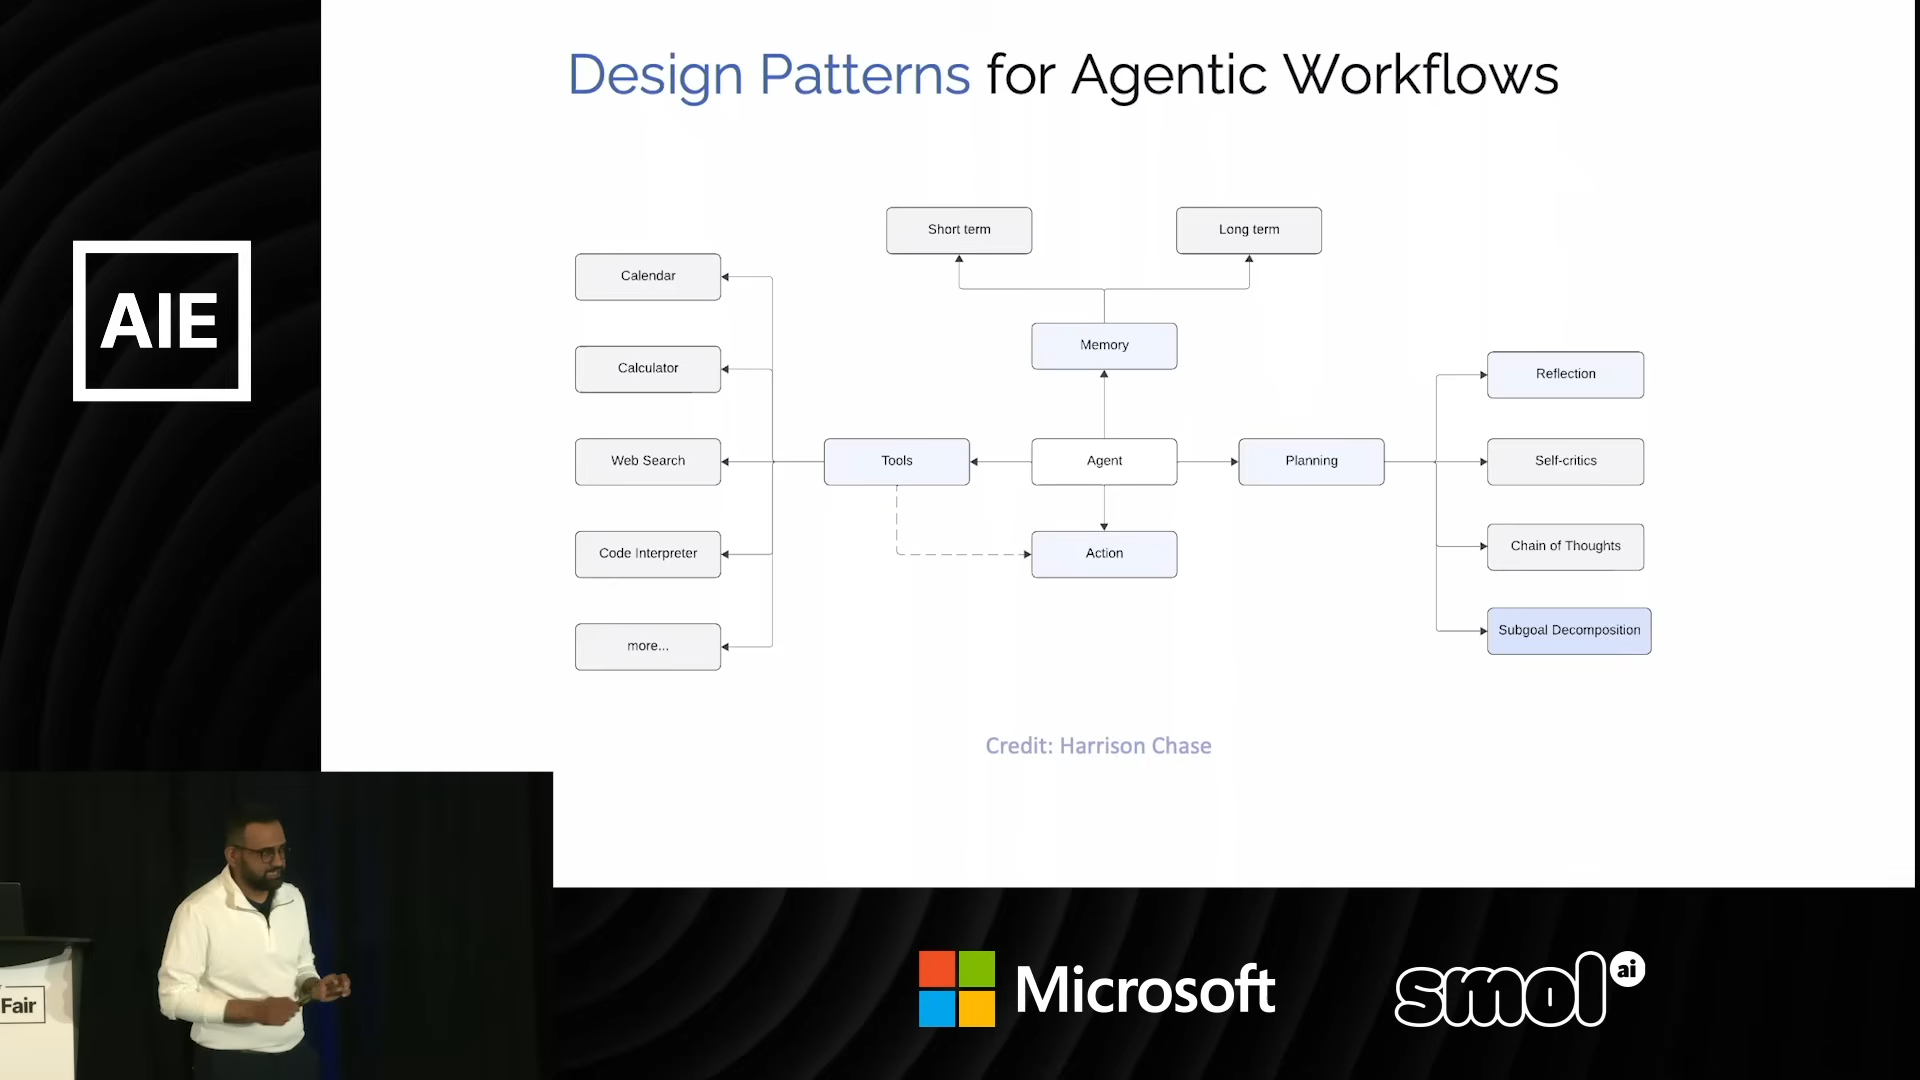 Design Patterns for Agentic Workflows
AIE
Short term
Long term
Calendar
Memory
Calculator
Reflection
Web Search
Tools
Agent
Planning
Self-critics
Code Interpreter
Action
Chain of Thoughts
more...
Subgoal Decomposition
Credit: Harrison Chase
Fair
Microsoft
smol ai